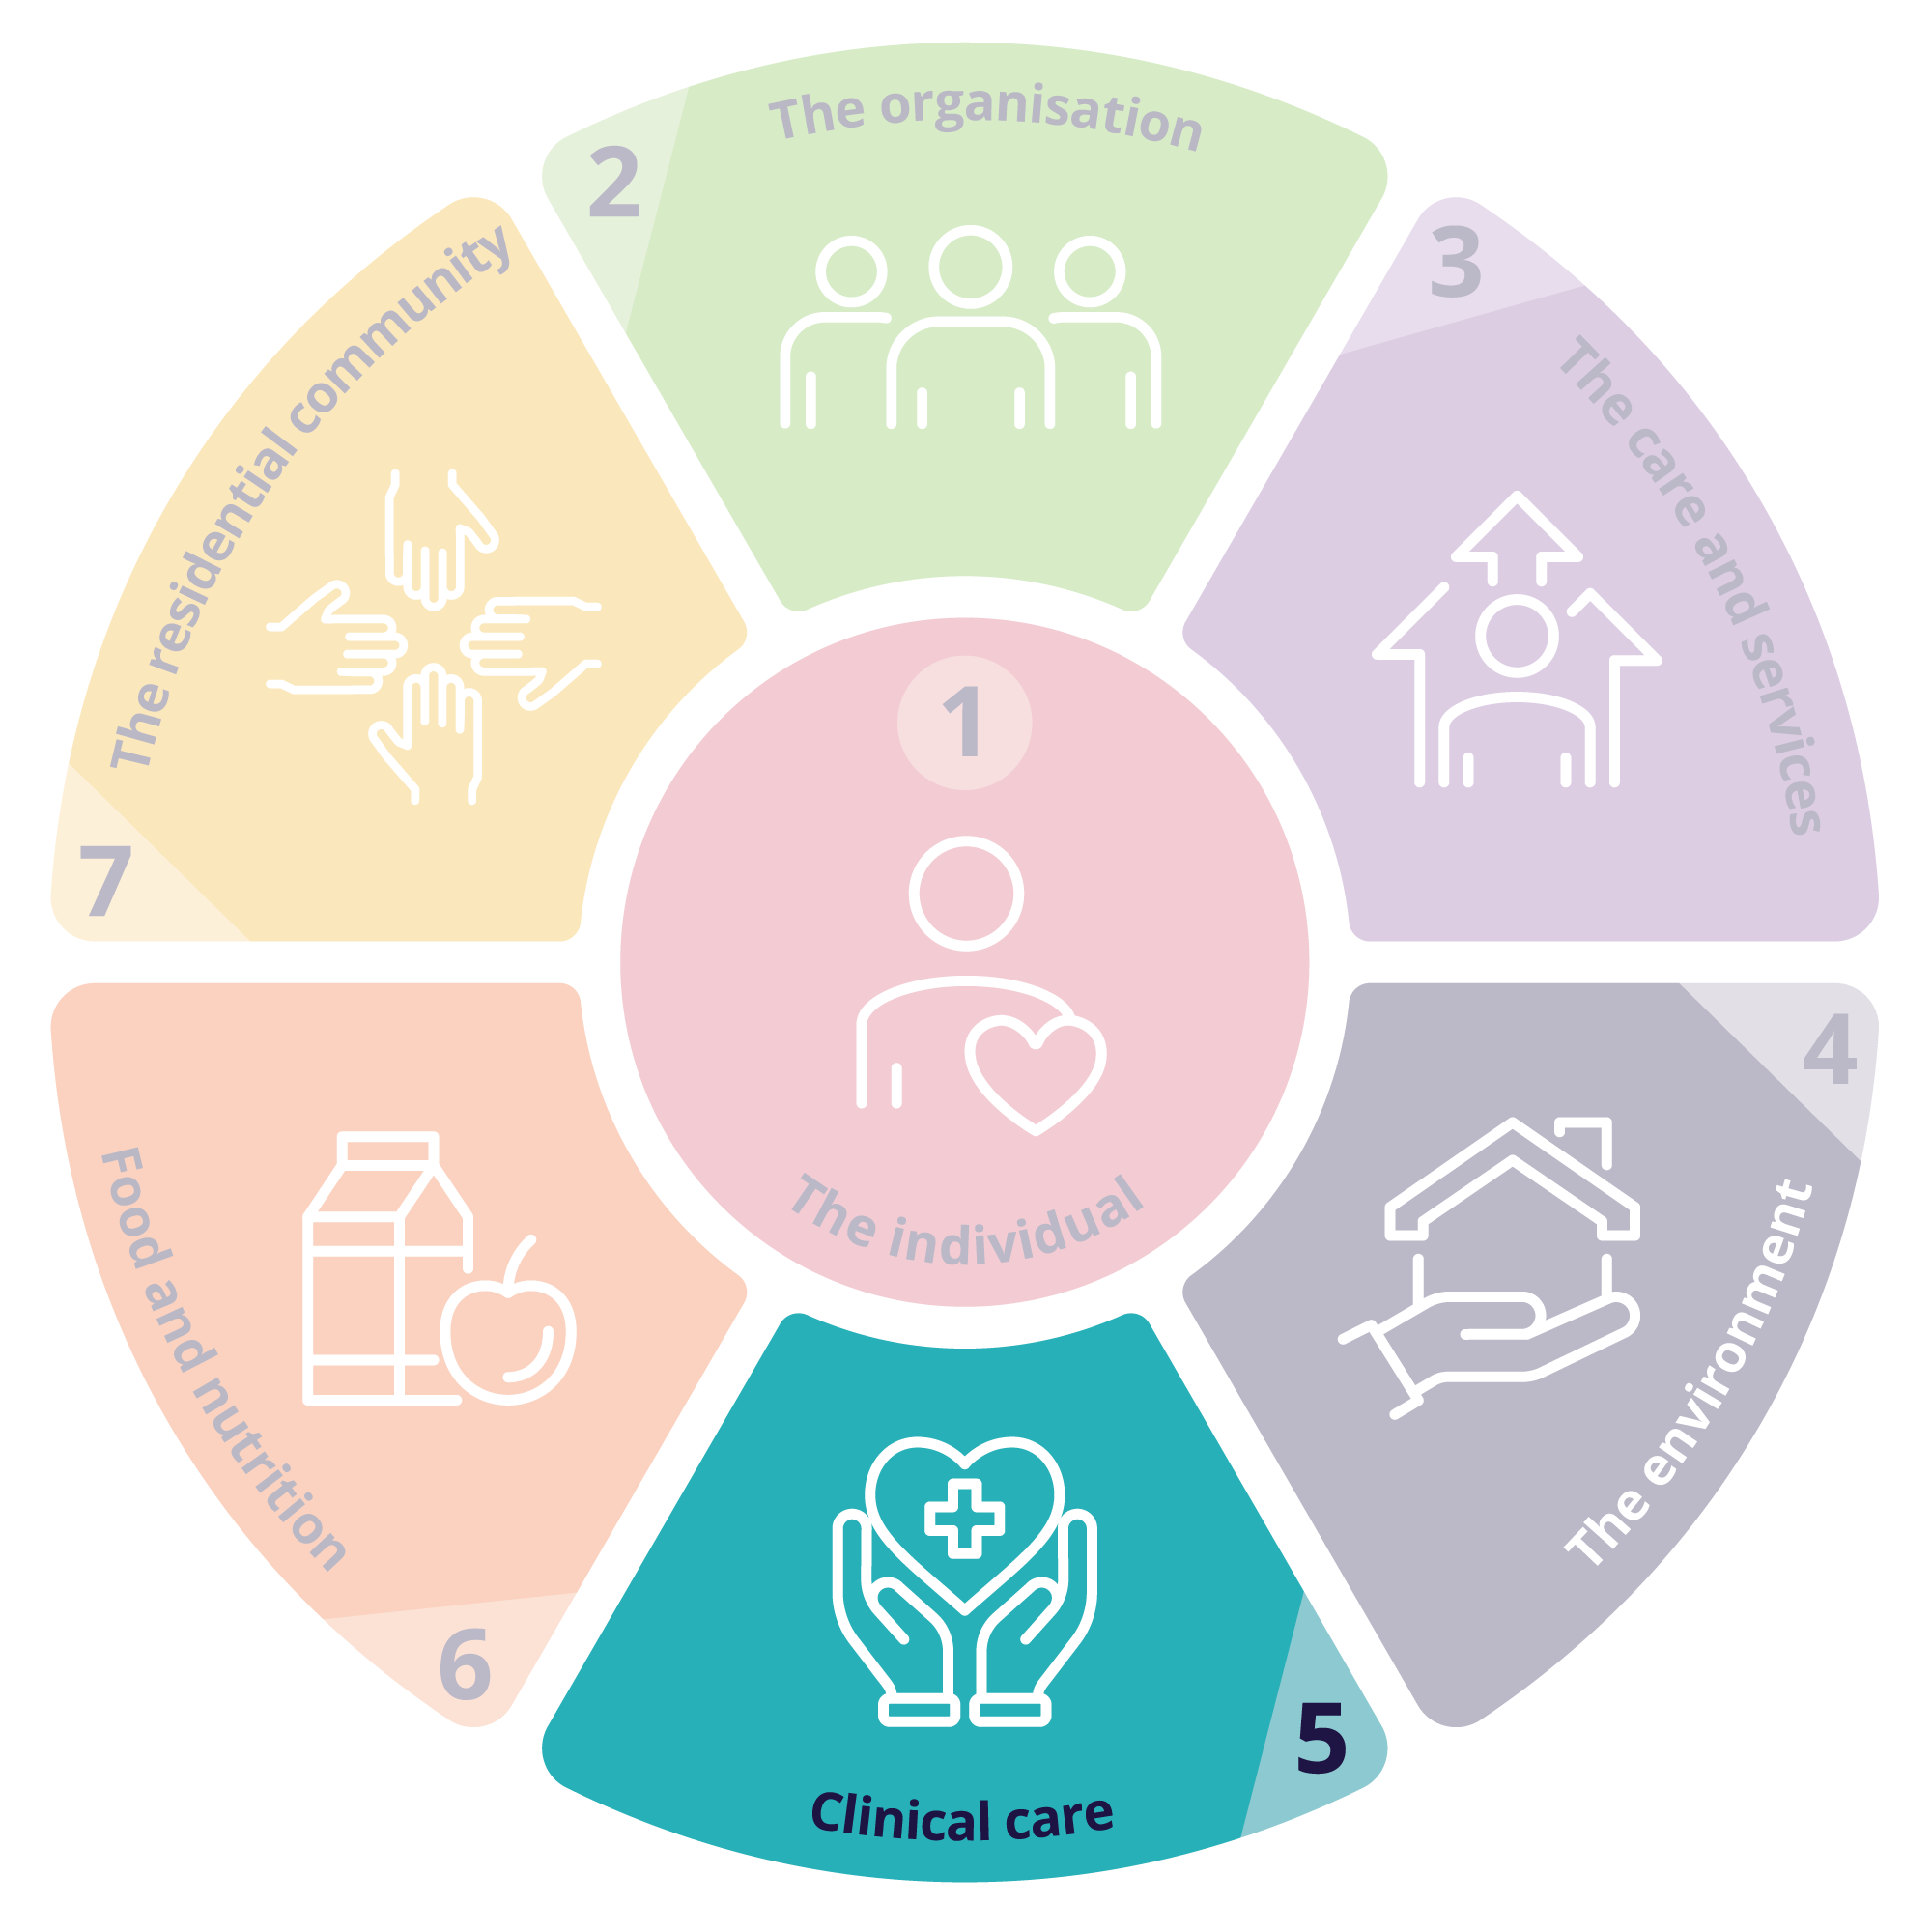 1
The individual
2
The organisation
3
The care and services
4
The environment
5
Clinical care
6
Food and nutrition
7
The residential community